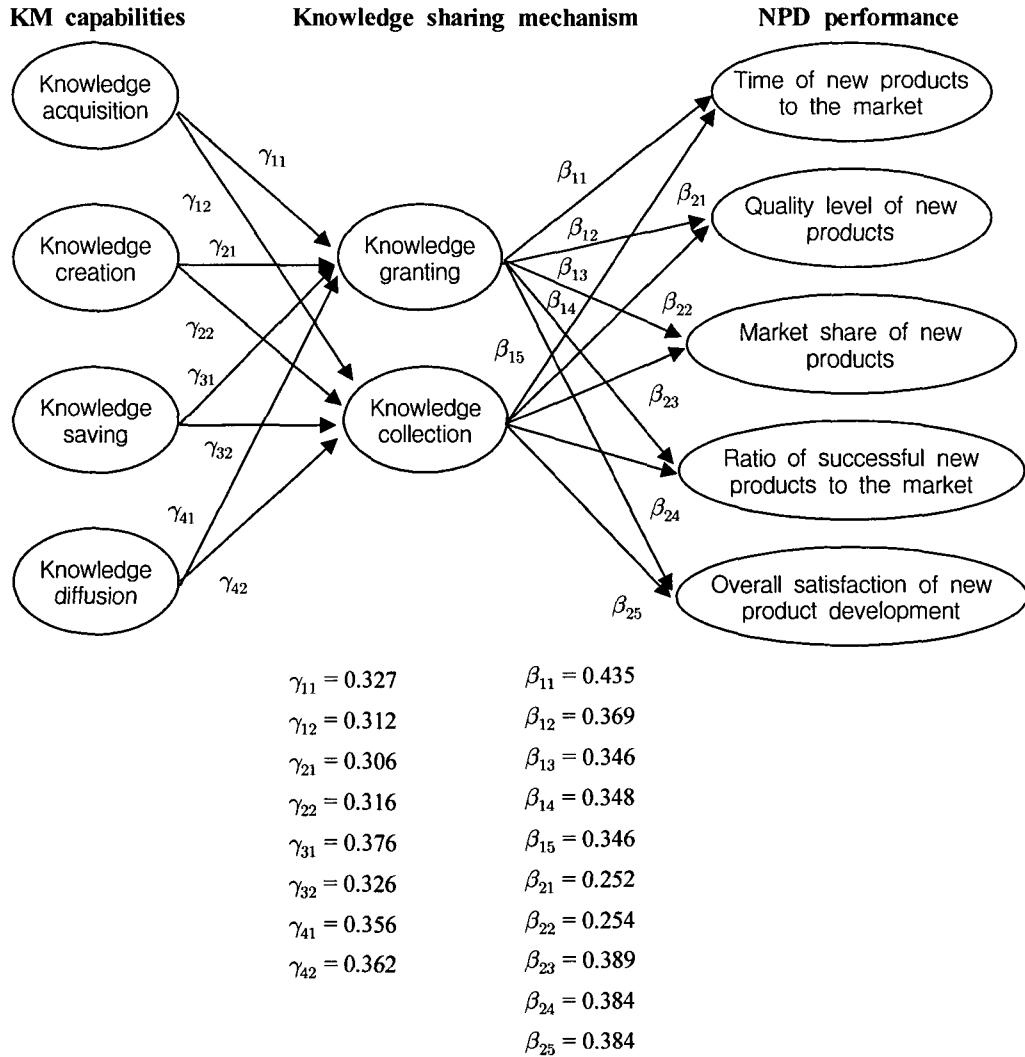 KM capabilities
Knowledge sharing mechanism
NPD performance
Knowledge
acquisition
Knowledge
creation
Knowledge
saving
Knowledge
diffusion
γ11
γ12
γ21
γ22
γ31
γ32
γ41
γ42
Knowledge
granting
Knowledge
collection
β11
β12
β13
β14
β15
β21
β22
β23
β24
β25
Time of new products
to the market
Quality level of new
products
Market share of new
products
Ratio of successful new
products to the market
Overall satisfaction of new
product development
γ11 = 0.327
γ12 = 0.312
γ21 = 0.306
γ22 = 0.316
γ31 = 0.376
γ32 = 0.326
γ41 = 0.356
γ42 = 0.362
β11 = 0.435
β12 = 0.369
β13 = 0.346
β14 = 0.348
β15 = 0.346
β21 = 0.252
β22 = 0.254
β23 = 0.389
β24 = 0.384
β25 = 0.384